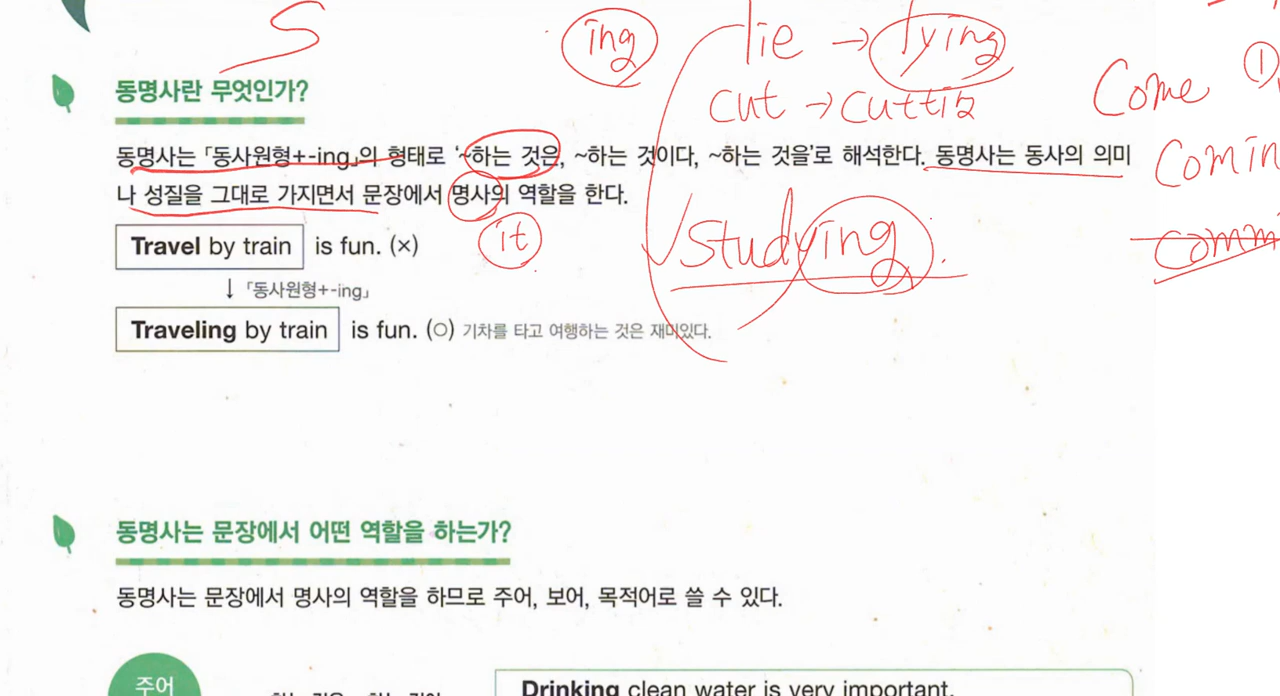 S
ing lie → lying
cut → cutting
Come ①
동명사란 무엇인가?
동명사는 「동사원형+-ing」의 형태로 '~하는 것은, ~하는 것이다, ~하는 것을'로 해석한다. 동명사는 동사의 의미
나 성질을 그대로 가지면서 문장에서 명사의 역할을 한다.
it
studying
Travel by train is fun. (×)
↓ 「동사원형+-ing」
Traveling by train is fun. (○) 기차를 타고 여행하는 것은 재미있다.
동명사는 문장에서 어떤 역할을 하는가?
동명사는 문장에서 명사의 역할을 하므로 주어, 보어, 목적어로 쓸 수 있다.
주어
Drinking clean water is very important.